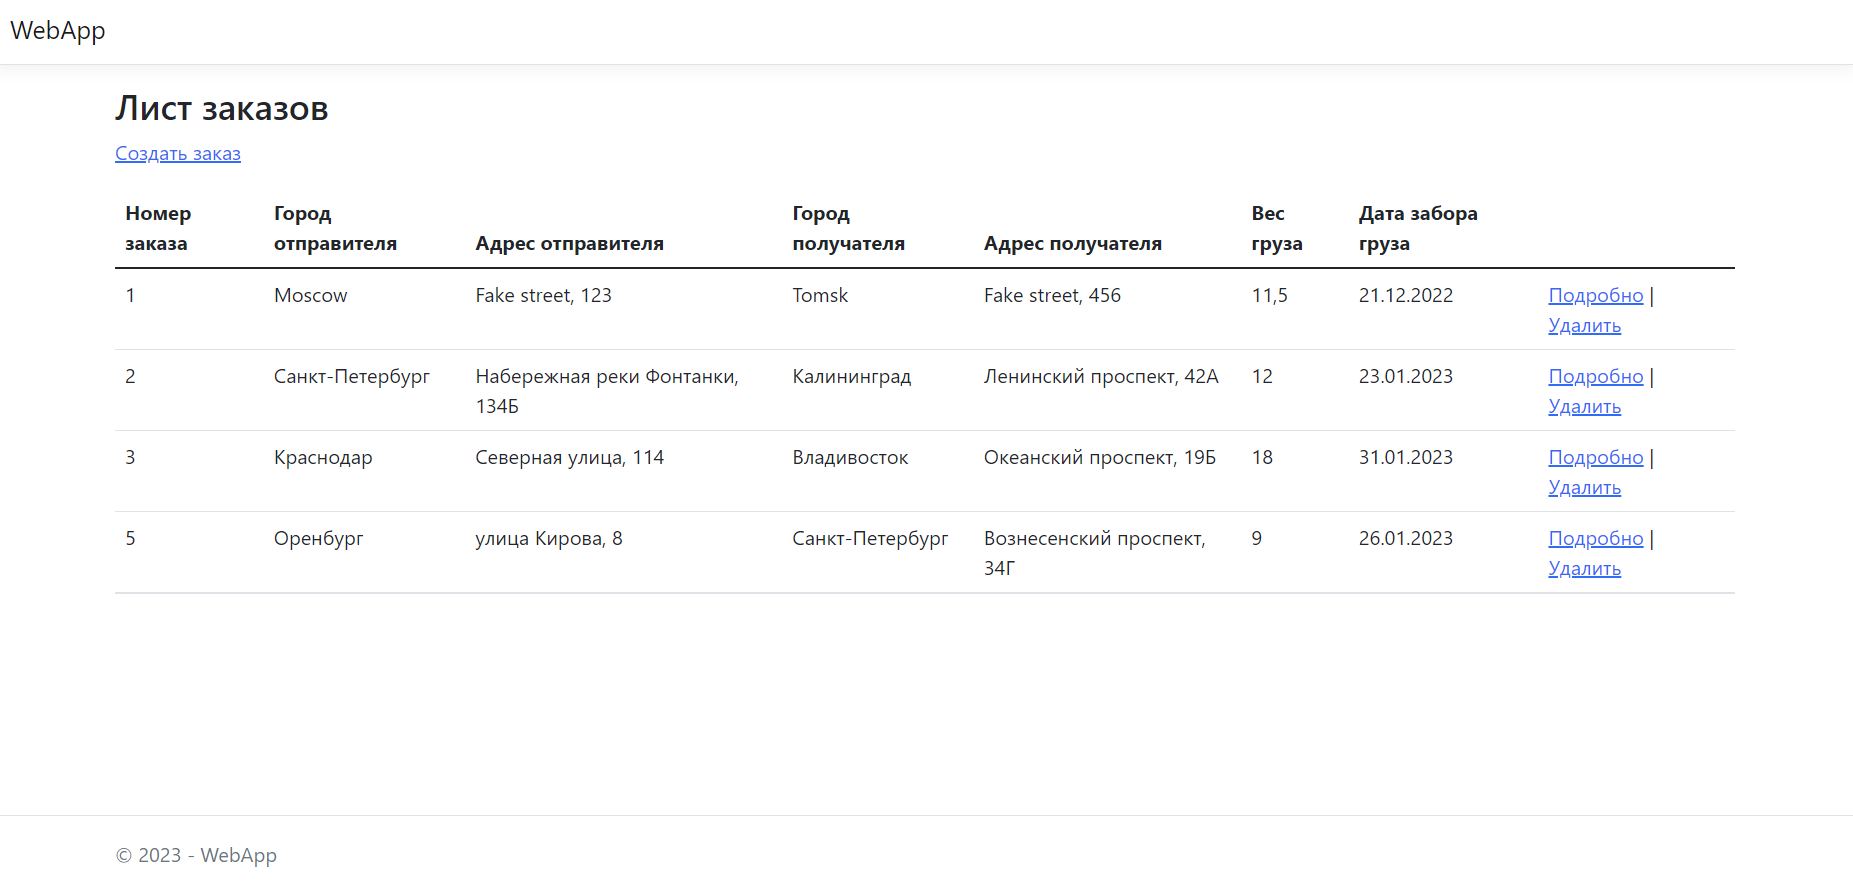 WebApp
Лист заказов
Создать заказ
Номер заказа Город отправителя Адрес отправителя Город получателя Адрес получателя Вес груза Дата забора груза
1 Moscow Fake street, 123 Tomsk Fake street, 456 11,5 21.12.2022 Подробно | Удалить
2 Санкт-Петербург Набережная реки Фонтанки, 134Б Калининград Ленинский проспект, 42А 12 23.01.2023 Подробно | Удалить
3 Краснодар Северная улица, 114 Владивосток Океанский проспект, 19Б 18 31.01.2023 Подробно | Удалить
5 Оренбург улица Кирова, 8 Санкт-Петербург Вознесенский проспект, 34Г 9 26.01.2023 Подробно | Удалить
© 2023 - WebApp